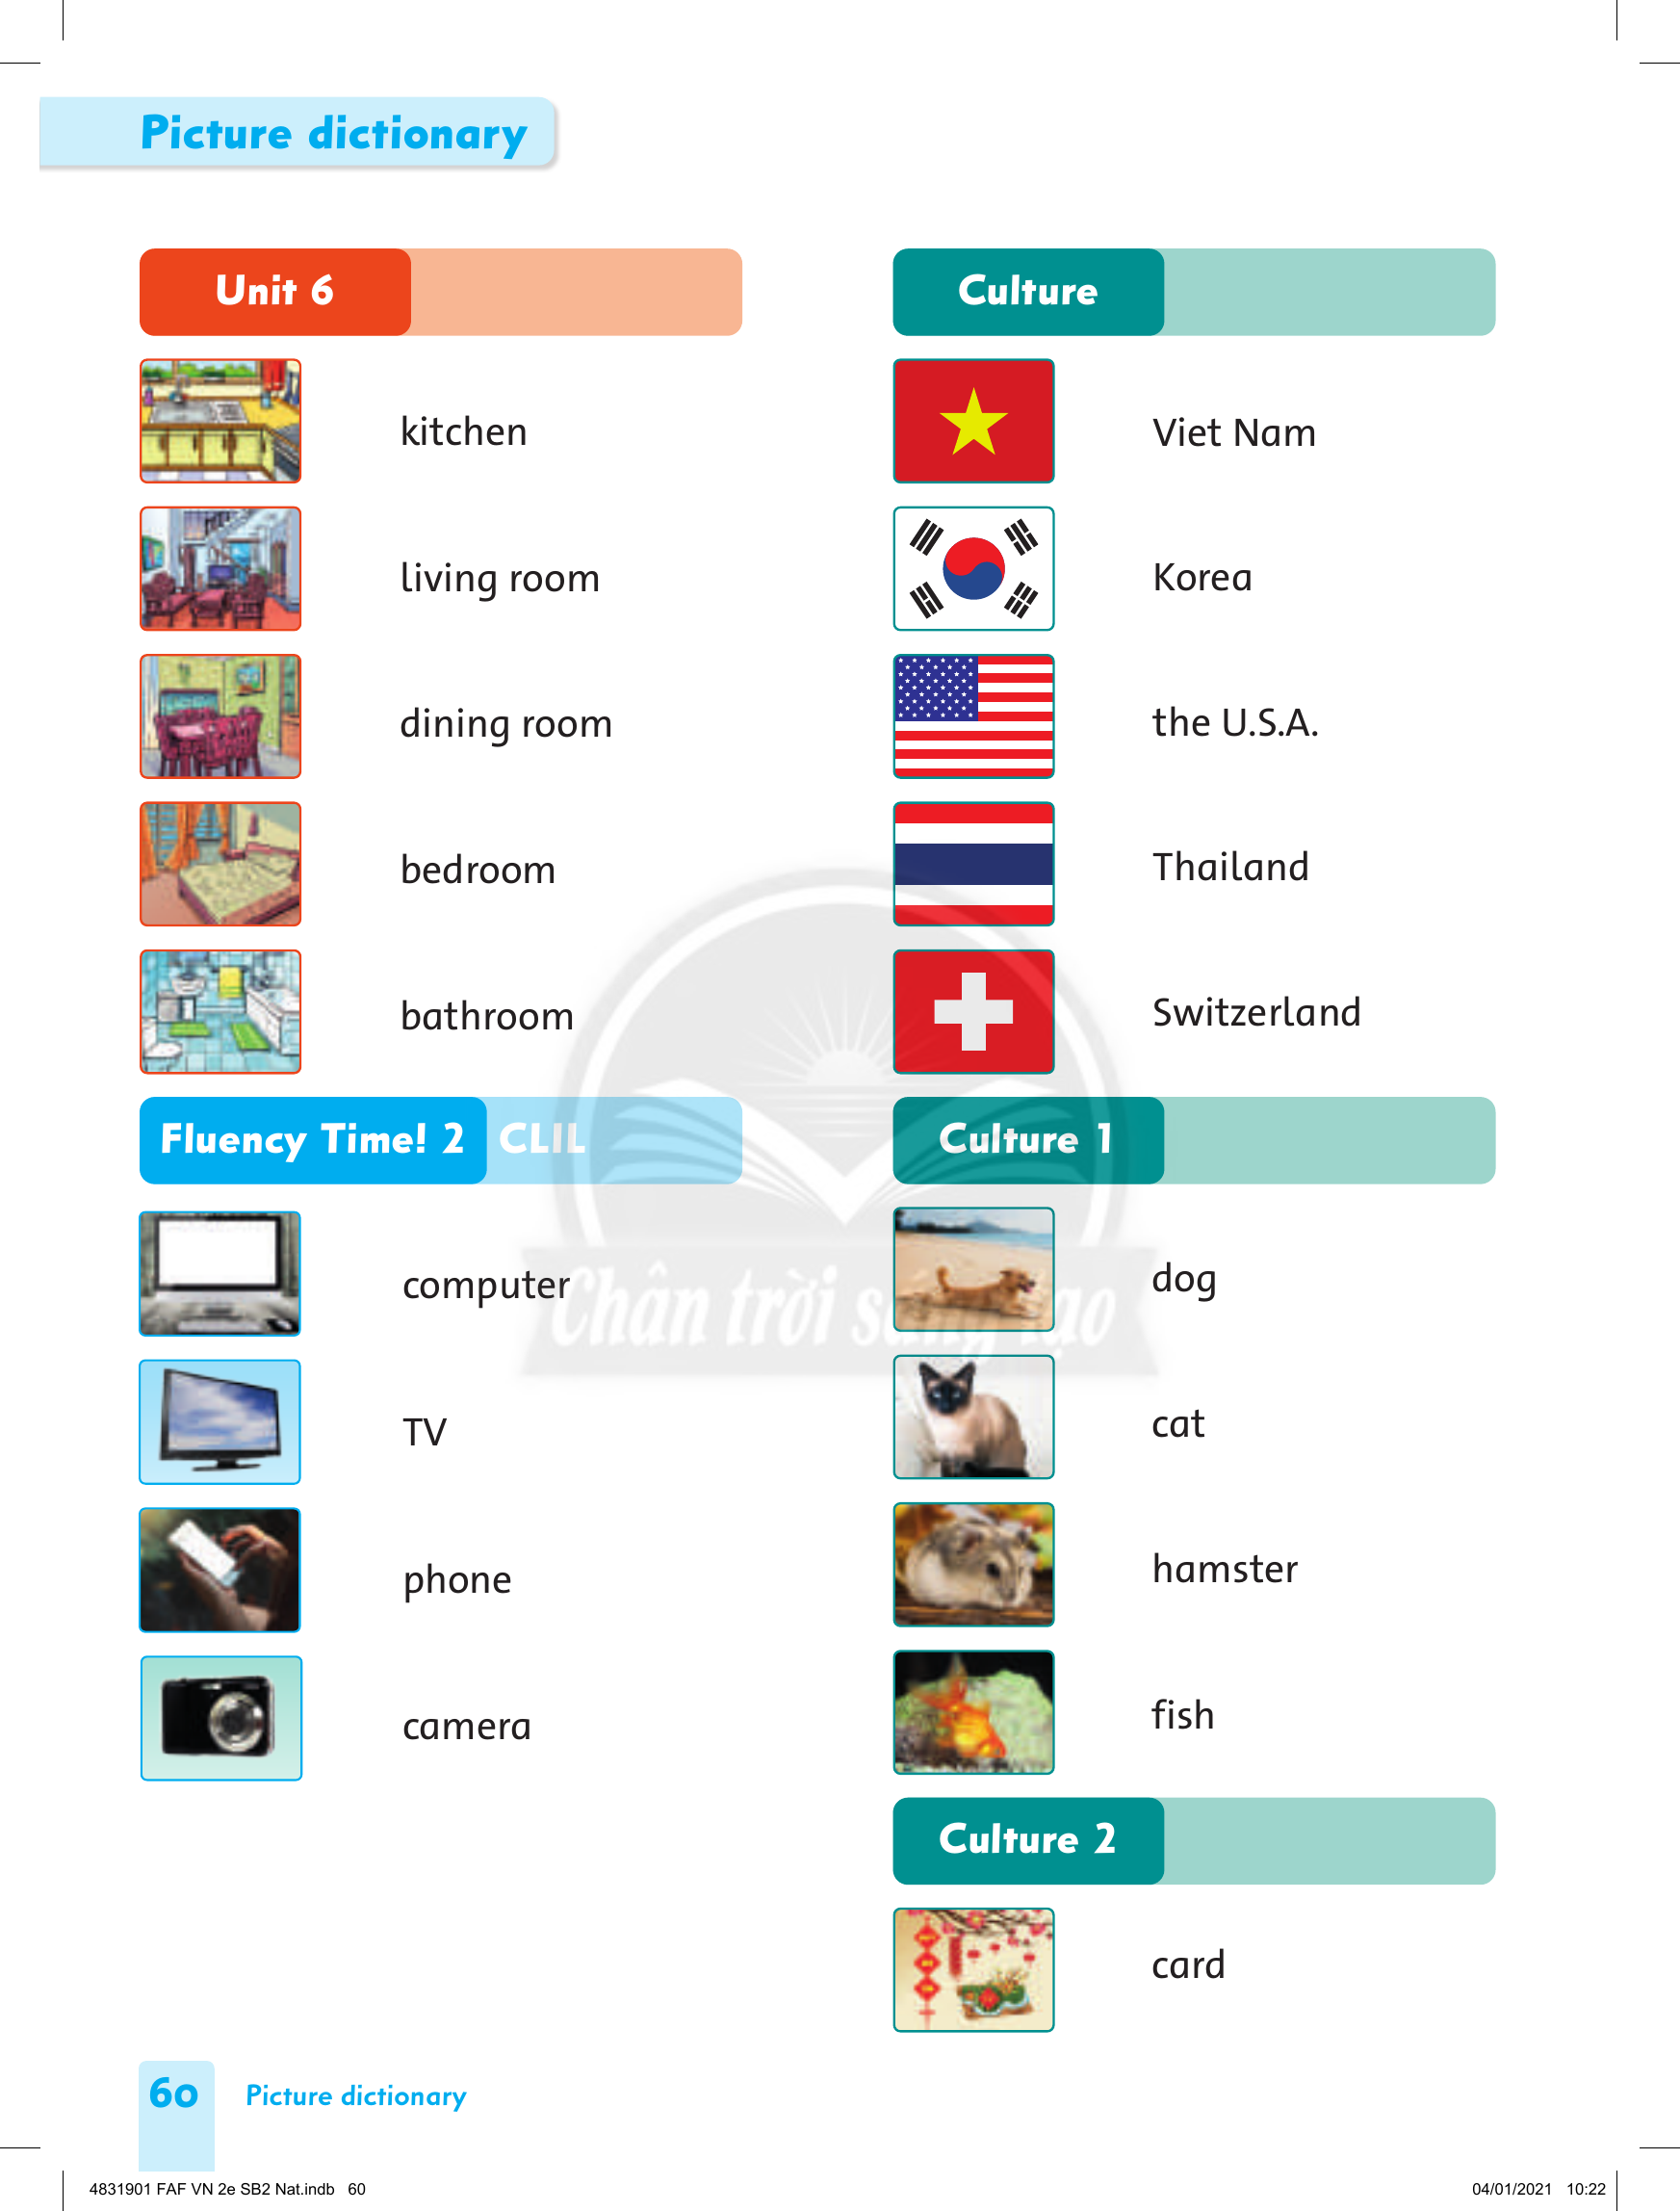 Picture dictionary
Unit 6
kitchen
living room
dining room
bedroom
bathroom
Fluency Time! 2 CLIL
computer
TV
phone
camera
Culture
Viet Nam
Korea
the U.S.A.
Thailand
Switzerland
Culture 1
dog
cat
hamster
fish
Culture 2
card
Chân trời sáng tạo
60 Picture dictionary
4831901 FAF VN 2e SB2 Nat.indb 60
04/01/2021 10:22